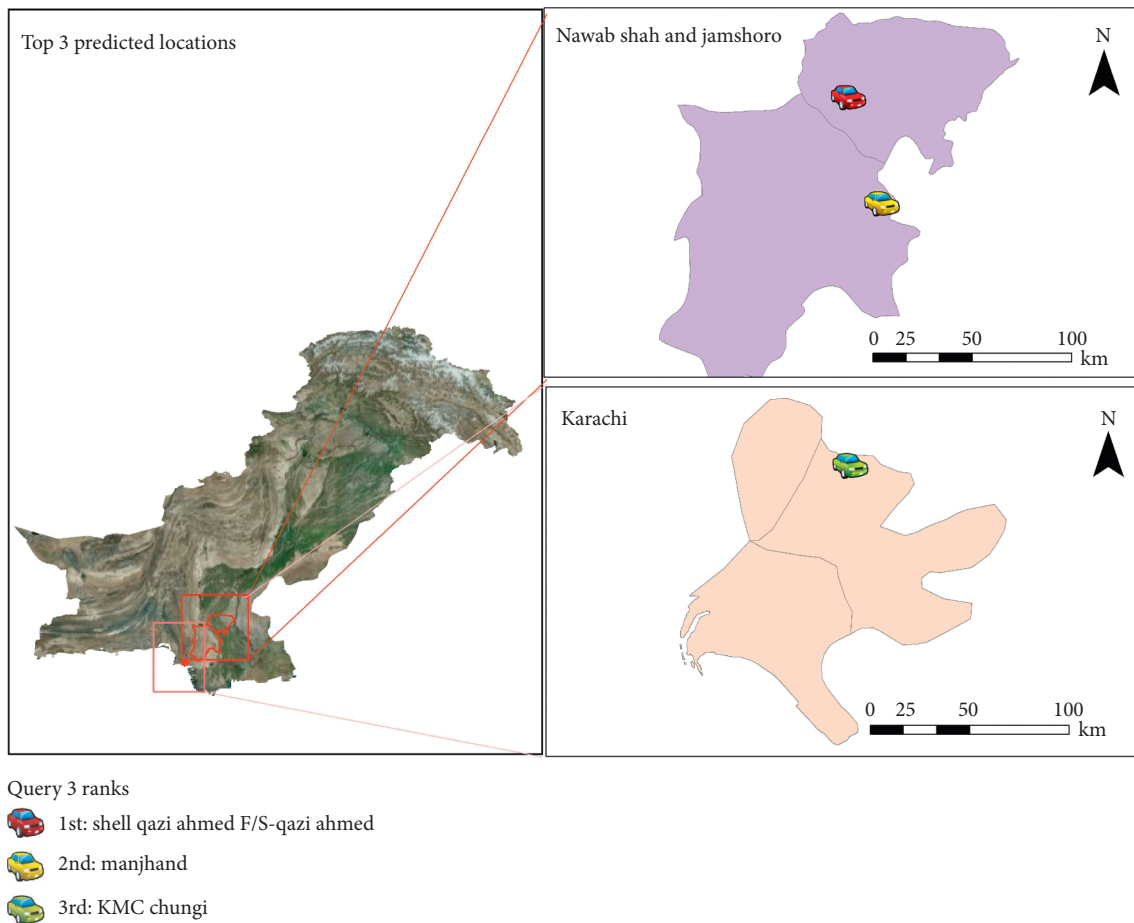 Top 3 predicted locations
Nawab shah and jamshoro
N
0 25 50 100
km
Karachi
N
0 25 50 100
km
Query 3 ranks
1st: shell qazi ahmed F/S-qazi ahmed
2nd: manjhand
3rd: KMC chungi